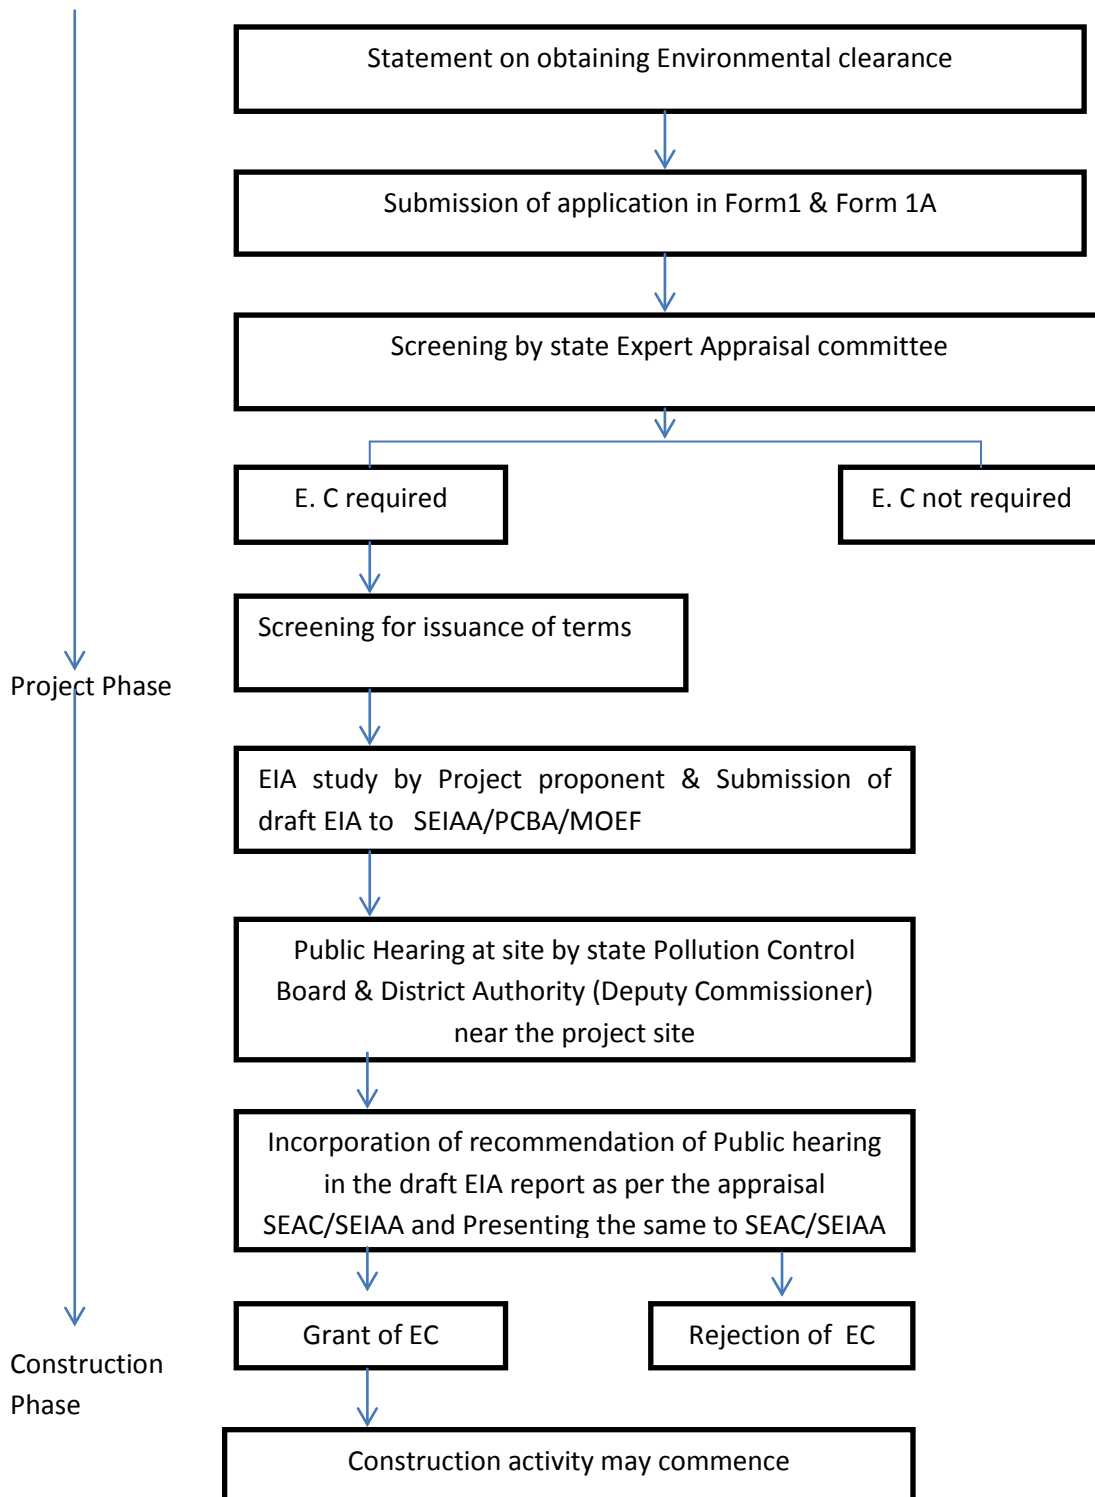 Statement on obtaining Environmental clearance
Submission of application in Form1 & Form 1A
Screening by state Expert Appraisal committee
E. C required
E. C not required
Screening for issuance of terms
Project Phase
EIA study by Project proponent & Submission of
draft EIA to SEIAA/PCBA/MOEF
Public Hearing at site by state Pollution Control
Board & District Authority (Deputy Commissioner)
near the project site
Incorporation of recommendation of Public hearing
in the draft EIA report as per the appraisal
SEAC/SEIAA and Presenting the same to SEAC/SEIAA
Grant of EC
Rejection of EC
Construction
Phase
Construction activity may commence